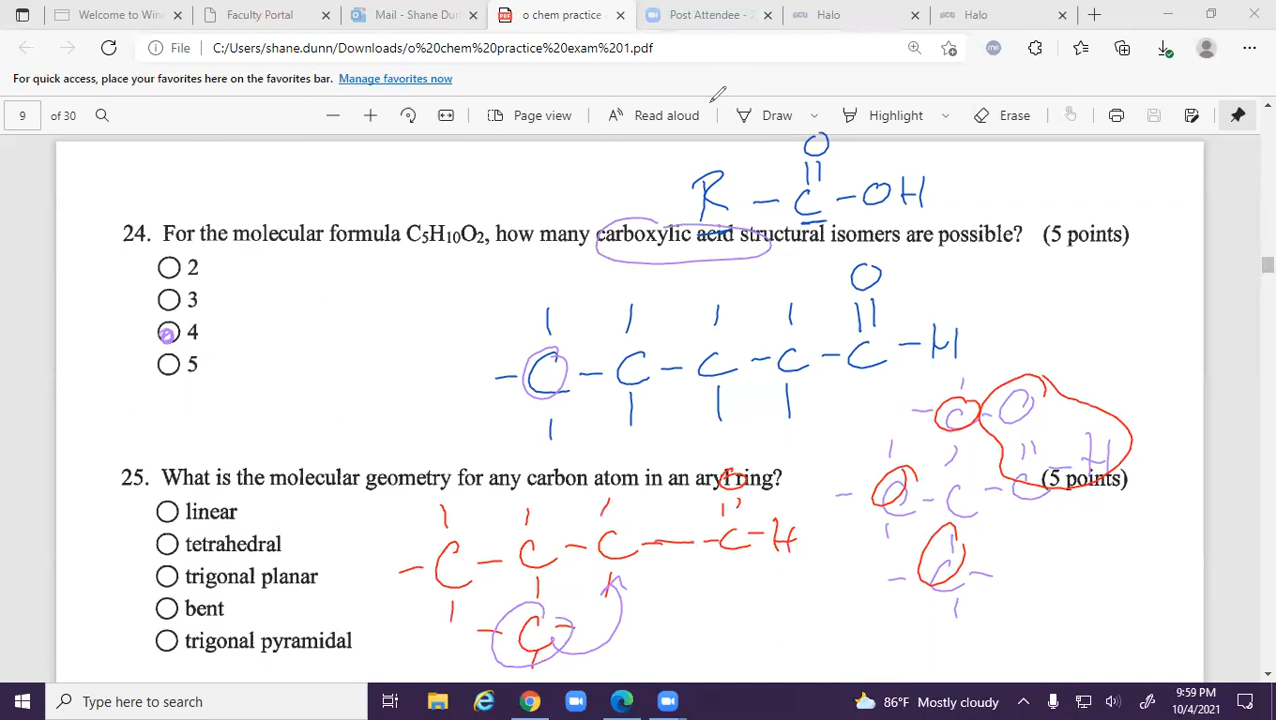 Welcome to Win
Faculty Portal
Mail - Shane Dun
o chem practice
Post Attendee - Z
Halo
Halo
File
C:/Users/shane.dunn/Downloads/o%20chem%20practice%20exam%201.pdf
For quick access, place your favorites here on the favorites bar. Manage favorites now
9 of 30
Page view
Read aloud
Draw
Highlight
Erase
O
R - C - OH
24. For the molecular formula C5H10O2, how many carboxylic acid structural isomers are possible? (5 points)
2
3
4
5
O
- C - C - C - C - C - H
- C - O
- C - C - C - H
- C -
25. What is the molecular geometry for any carbon atom in an aryl ring? (5 points)
linear
tetrahedral
trigonal planar
bent
trigonal pyramidal
O
- C - C - C - C - H
- C -
Type here to search
86°F Mostly cloudy
9:59 PM
10/4/2021